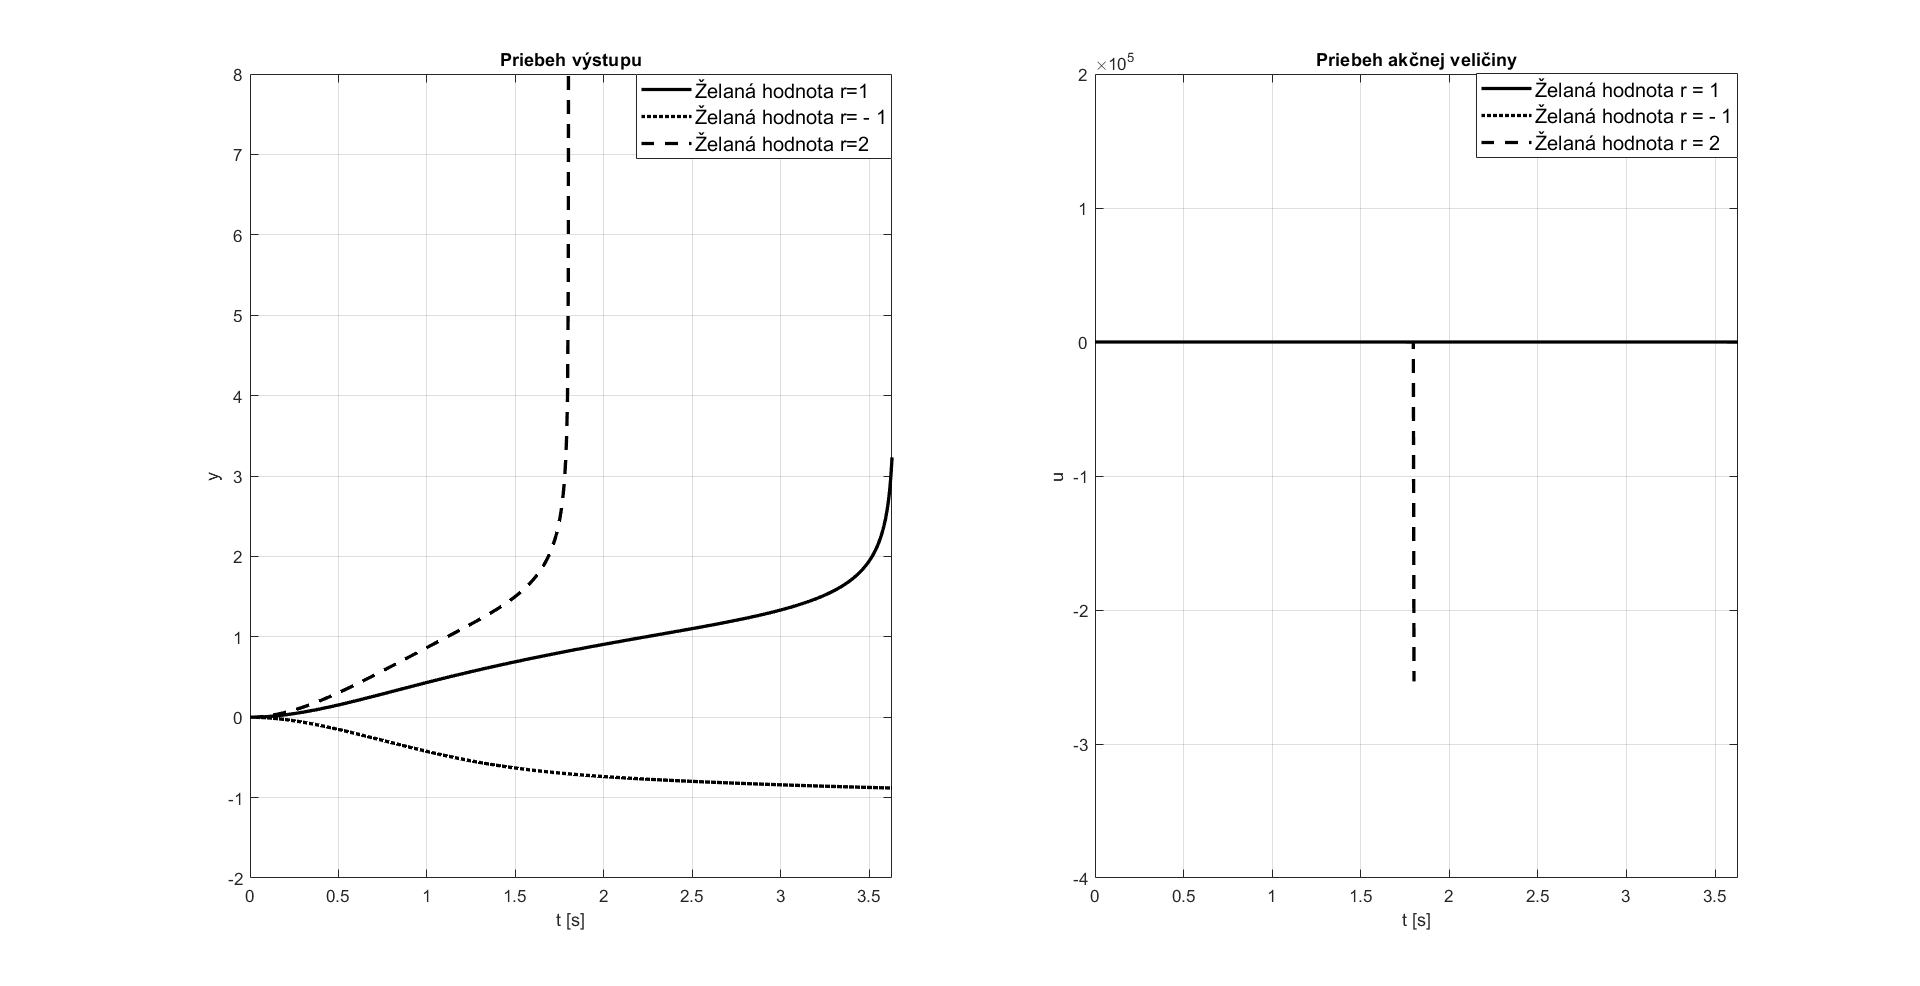 Priebeh výstupu
8
7
6
5
4
3
2
1
0
-1
-2
y
0 0.5 1 1.5 2 2.5 3 3.5
t [s]
Želaná hodnota r=1
Želaná hodnota r= - 1
Želaná hodnota r=2
Priebeh akčnej veličiny
×10⁵
2
1
0
-1
-2
-3
-4
u
0 0.5 1 1.5 2 2.5 3 3.5
t [s]
Želaná hodnota r = 1
Želaná hodnota r = - 1
Želaná hodnota r = 2